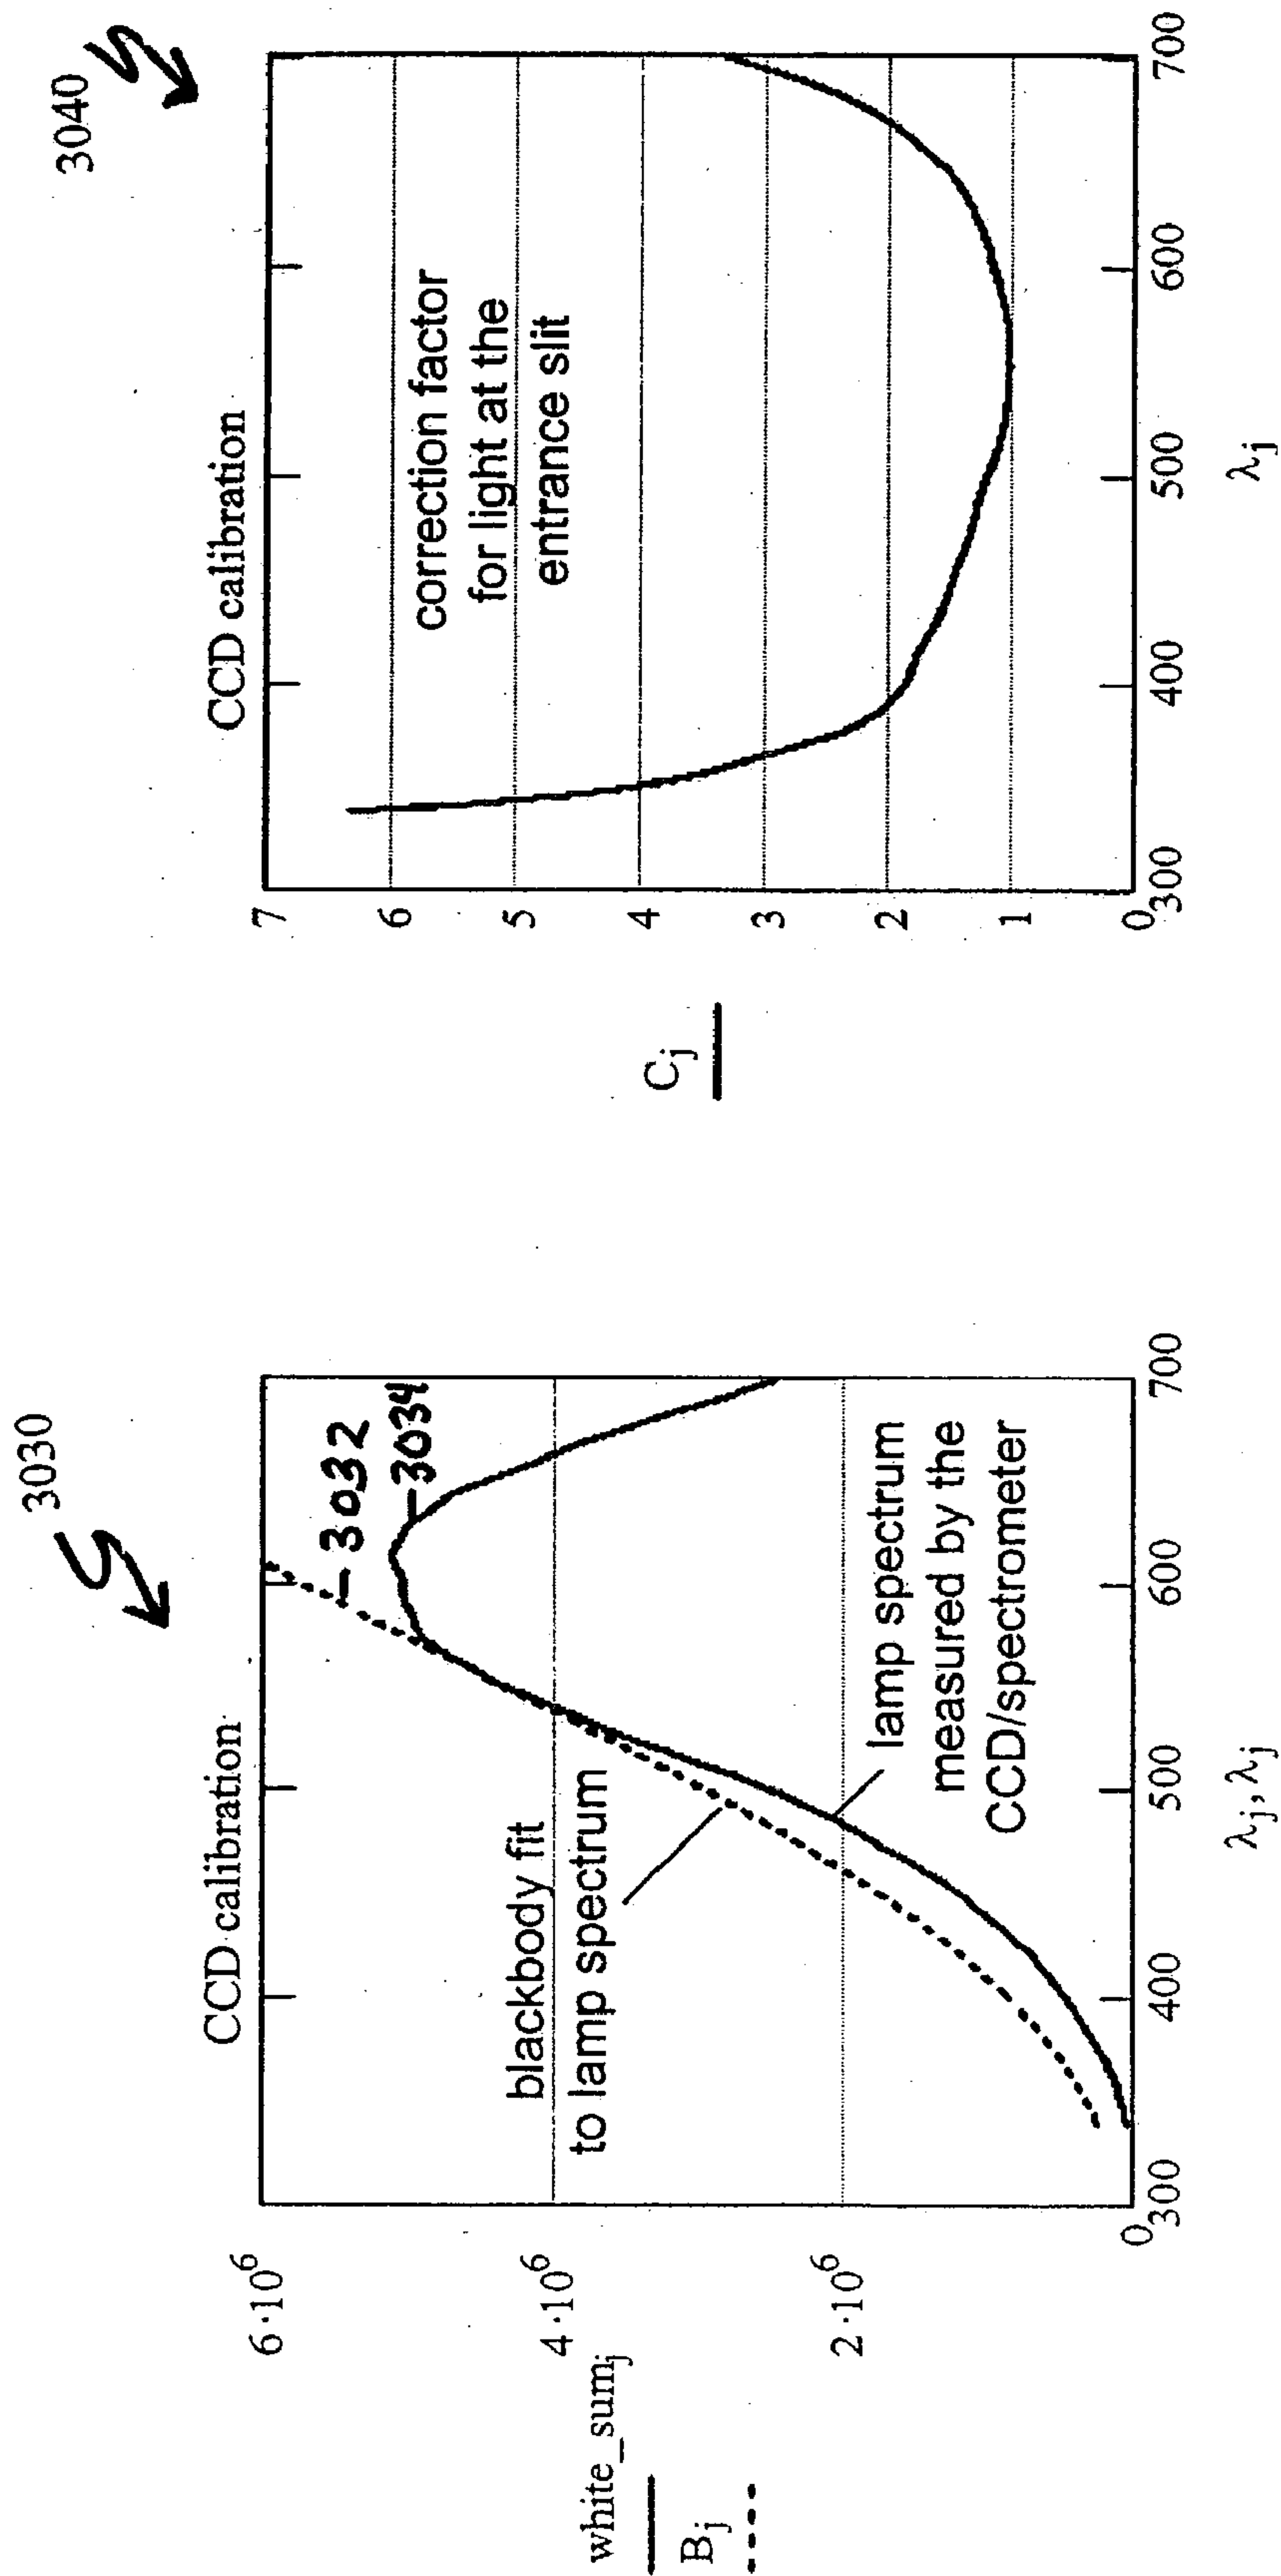 3030
CCD calibration
6 ·10⁶
4 ·10⁶
2 ·10⁶
0
white_sumⱼ
Bⱼ
3032
3034
blackbody fit
to lamp spectrum
lamp spectrum
measured by the
CCD/spectrometer
300
400
500
600
700
λⱼ, λⱼ
3040
CCD calibration
7
6
5
4
3
2
1
0
Cⱼ
correction factor
for light at the
entrance slit
300
400
500
600
700
λⱼ